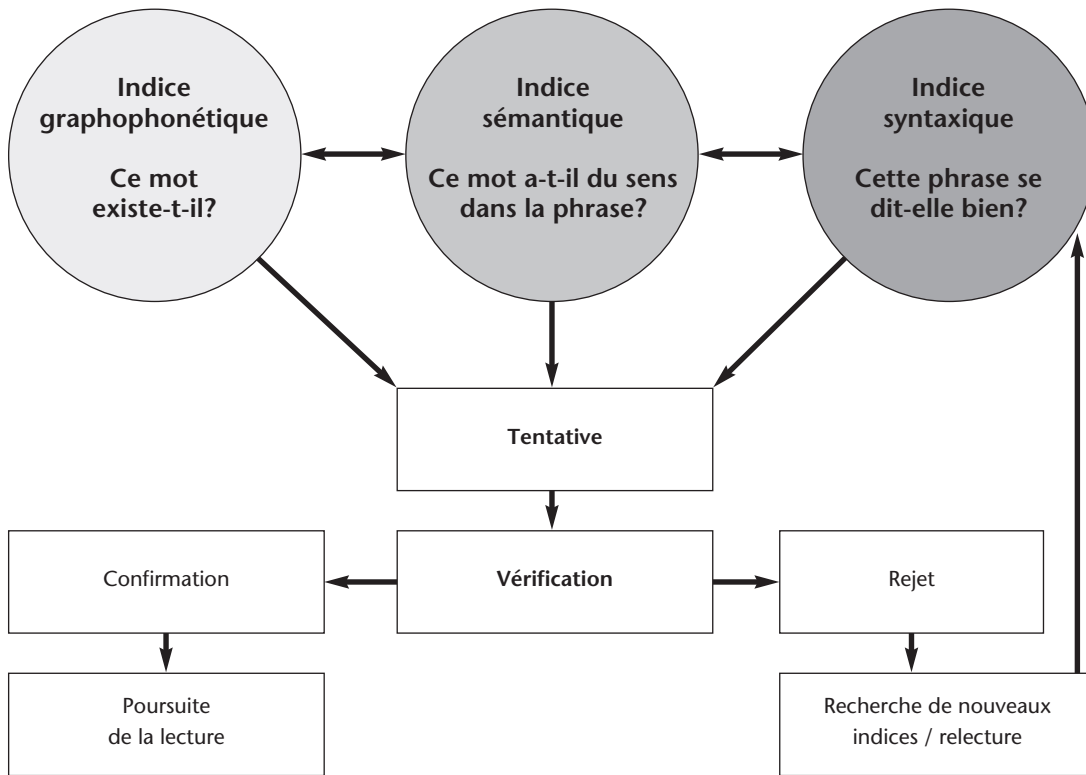 Indice
graphophonétique
Ce mot
existe-t-il?
Indice
sémantique
Ce mot a-t-il du sens
dans la phrase?
Indice
syntaxique
Cette phrase se
dit-elle bien?
Tentative
Confirmation
Vérification
Rejet
Poursuite
de la lecture
Recherche de nouveaux
indices / relecture